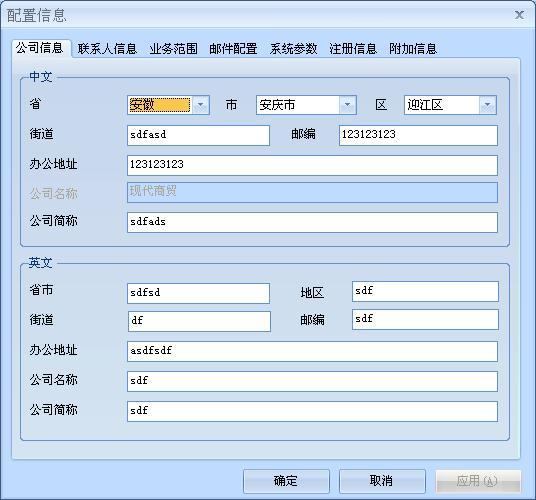 配置信息
公司信息 联系人信息 业务范围 邮件配置 系统参数 注册信息 附加信息
中文
省 安徽 市 安庆市 区 迎江区
街道 sdfasd 邮编 123123123
办公地址 123123123
公司名称 现代商贸
公司简称 sdfads
英文
省市 sdfsd 地区 sdf
街道 df 邮编 sdf
办公地址 asdfsdf
公司名称 sdf
公司简称 sdf
确定 取消 应用(A)